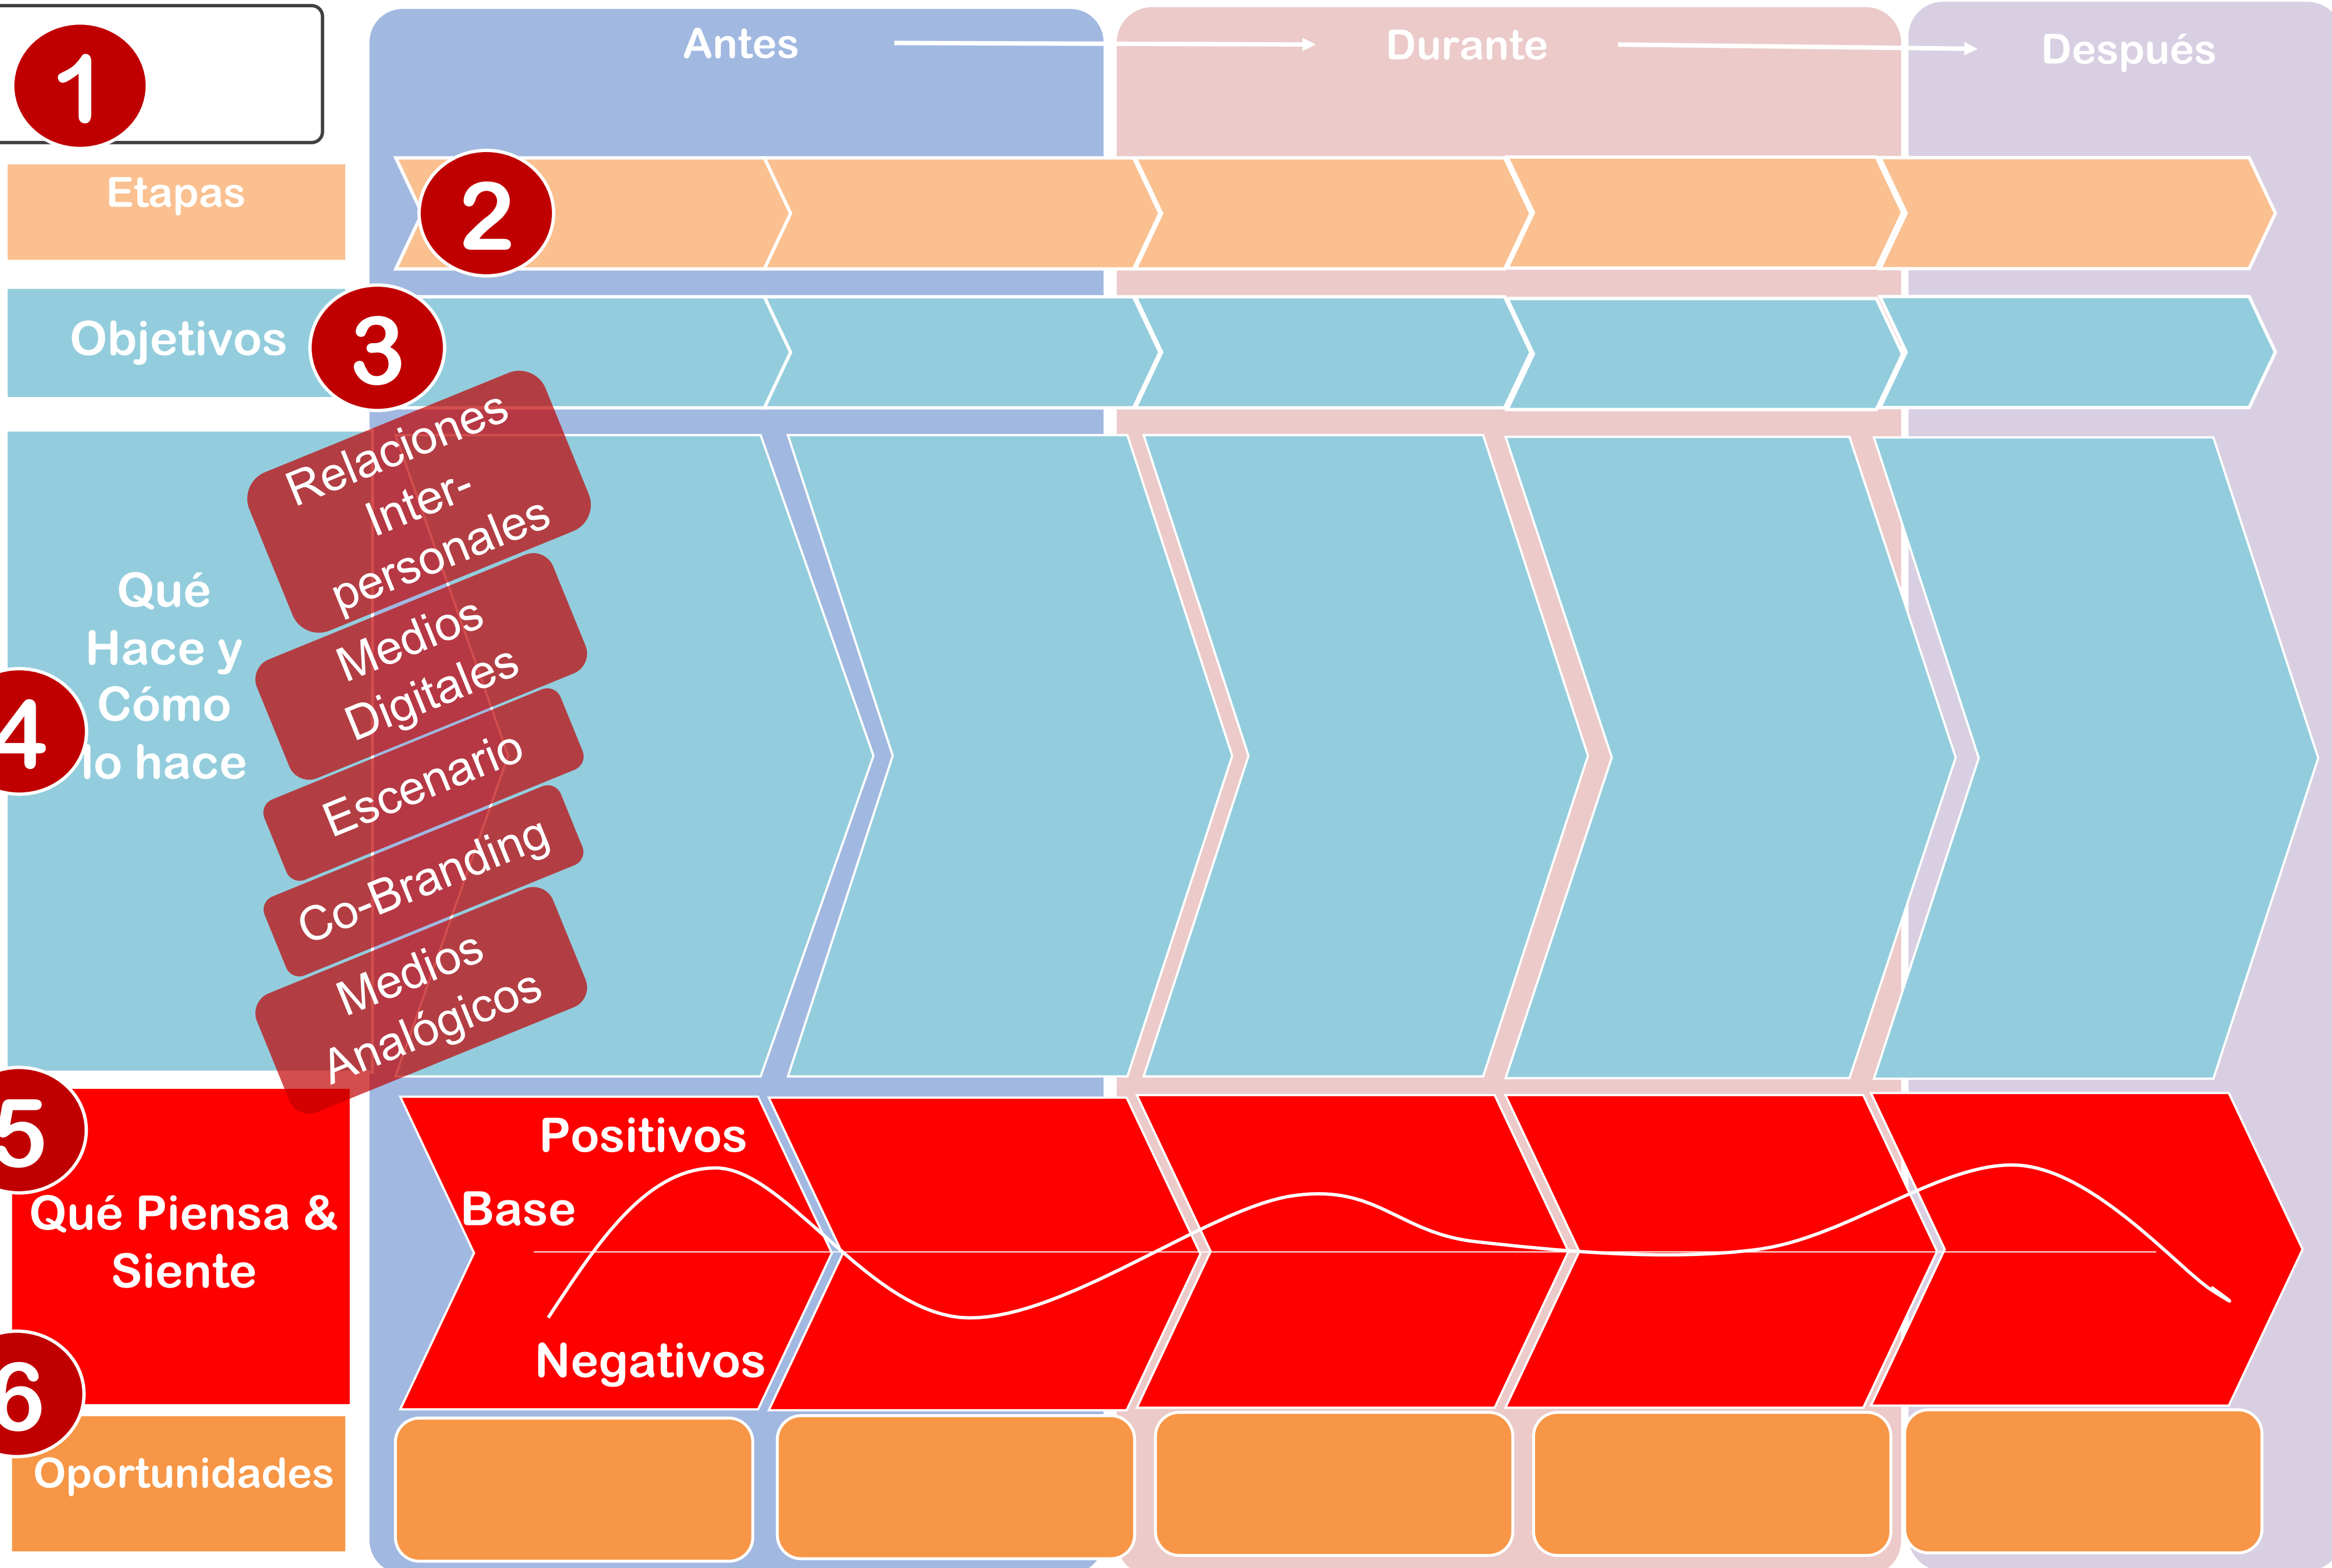 1
Antes
Durante
Después
Etapas
2
Objetivos
3
Qué
Hace y
Cómo
lo hace
4
Relaciones
Inter-
personales
Medios
Digitales
Escenario
Co-Branding
Medios
Analógicos
5
Qué Piensa &
Siente
Positivos
Base
Negativos
6
Oportunidades